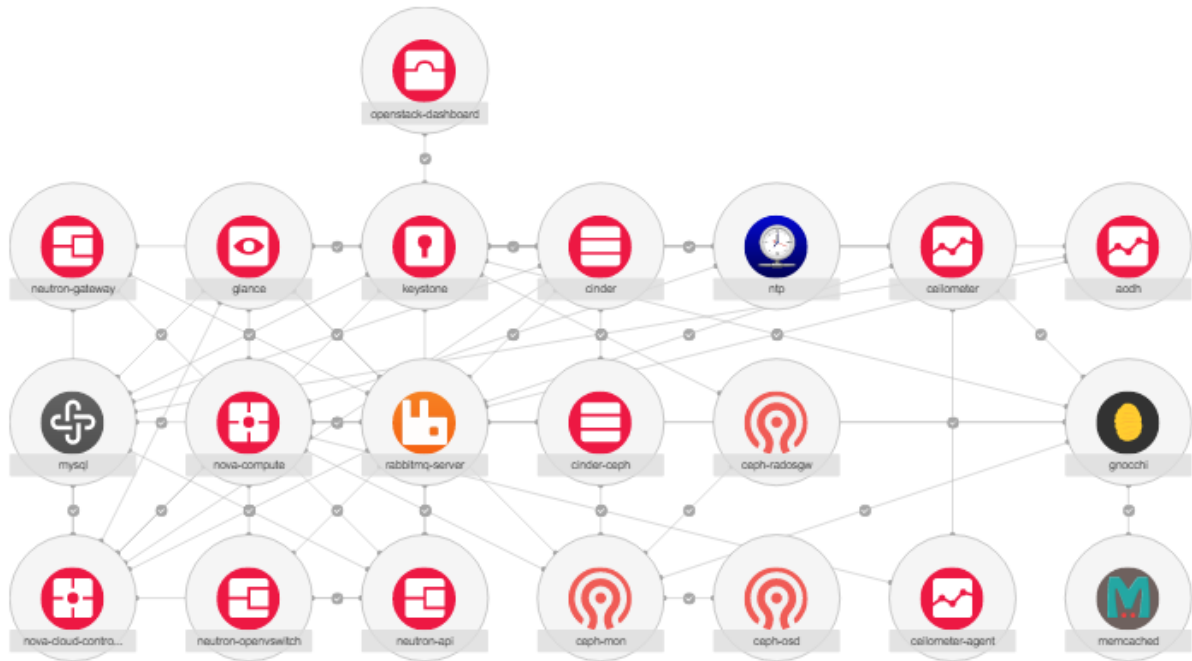 openstack-dashboard
neutron-gateway
glance
keystone
cinder
ntp
ceilometer
aodh
mysql
nova-compute
rabbitmq-server
cinder-ceph
ceph-radosgw
gnocchi
nova-cloud-contro...
neutron-openvswitch
neutron-api
ceph-mon
ceph-osd
ceilometer-agent
memcached